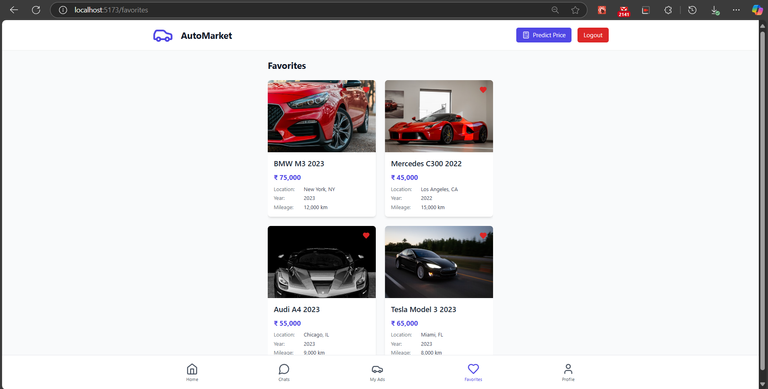 localhost:5173/favorites
2141
AutoMarket
Predict Price
Logout
Favorites
BMW M3 2023
₹ 75,000
Location: New York, NY
Year: 2023
Mileage: 12,000 km
Mercedes C300 2022
₹ 45,000
Location: Los Angeles, CA
Year: 2022
Mileage: 15,000 km
Audi A4 2023
₹ 55,000
Location: Chicago, IL
Year: 2023
Mileage: 9,000 km
Tesla Model 3 2023
₹ 65,000
Location: Miami, FL
Year: 2023
Mileage: 8,000 km
Home
Chats
My Ads
Favorites
Profile